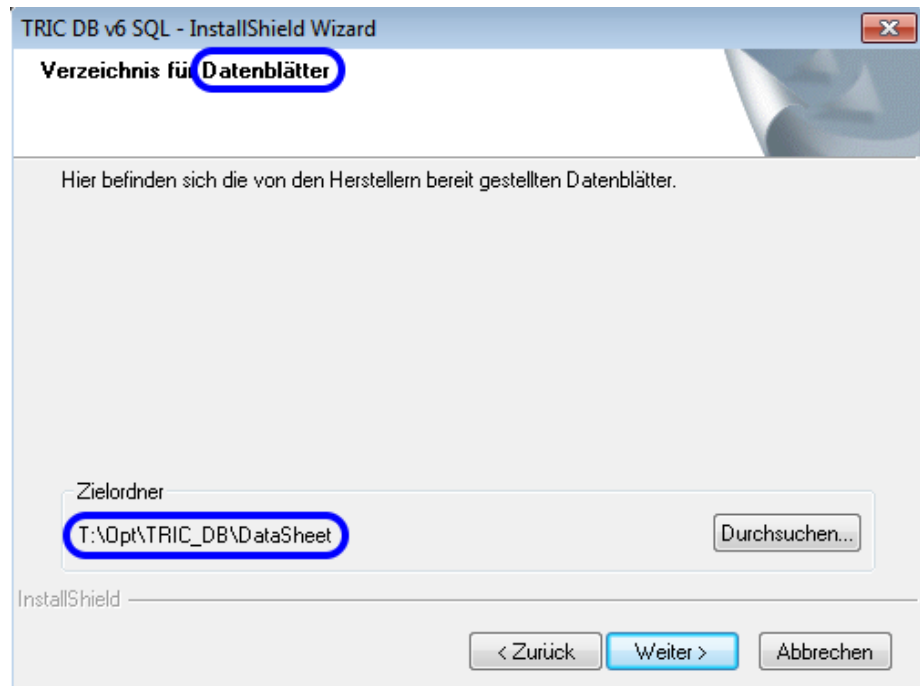 TRIC DB v6 SQL - InstallShield Wizard
Verzeichnis für Datenblätter
Hier befinden sich die von den Herstellern bereit gestellten Datenblätter.
Zielordner
T:\Opt\TRIC_DB\DataSheet
Durchsuchen...
InstallShield
< Zurück
Weiter >
Abbrechen